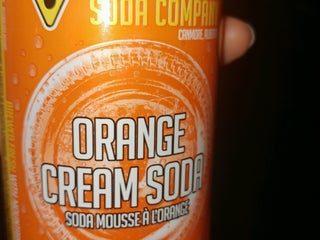 SODA COMPANY
CANMORE, ALBERTA
ORANGE
CREAM SODA
SODA MOUSSE À L'ORANGE